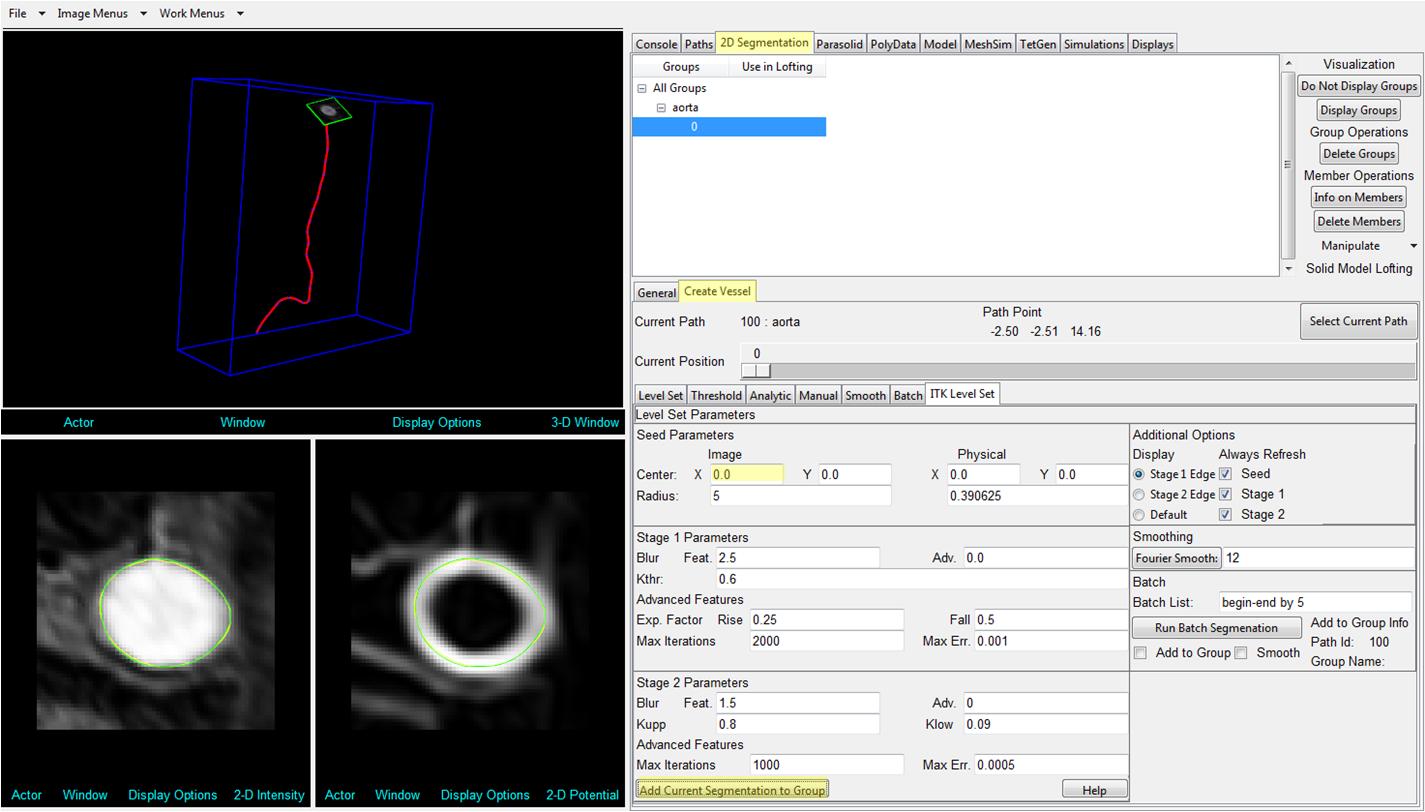 File Image Menus Work Menus
Console Paths 2D Segmentation Parasolid PolyData Model MeshSim TetGen Simulations Displays
Groups Use in Lofting
All Groups
aorta
0
Visualization
Do Not Display Groups
Display Groups
Group Operations
Delete Groups
Member Operations
Info on Members
Delete Members
Manipulate
Solid Model Lofting
Actor Window Display Options 3-D Window
General Create Vessel
Current Path 100 : aorta
Path Point
-2.50 -2.51 14.16
Select Current Path
Current Position 0
Level Set Threshold Analytic Manual Smooth Batch ITK Level Set
Level Set Parameters
Seed Parameters
Image Physical
Center: X 0.0 Y 0.0 X 0.0 Y 0.0
Radius: 5 0.390625
Stage 1 Parameters
Blur Feat. 2.5 Adv. 0.0
Kthr: 0.6
Advanced Features
Exp. Factor Rise 0.25 Fall 0.5
Max Iterations 2000 Max Err. 0.001
Stage 2 Parameters
Blur Feat. 1.5 Adv. 0
Kupp 0.8 Klow 0.09
Advanced Features
Max Iterations 1000 Max Err. 0.0005
Add Current Segmentation to Group Help
Additional Options
Display Always Refresh
Stage 1 Edge Seed
Stage 2 Edge Stage 1
Default Stage 2
Smoothing
Fourier Smooth: 12
Batch
Batch List: begin-end by 5
Run Batch Segmenation Add to Group Info
Path Id: 100
Add to Group Smooth
Group Name:
Actor Window Display Options 2-D Intensity
Actor Window Display Options 2-D Potential